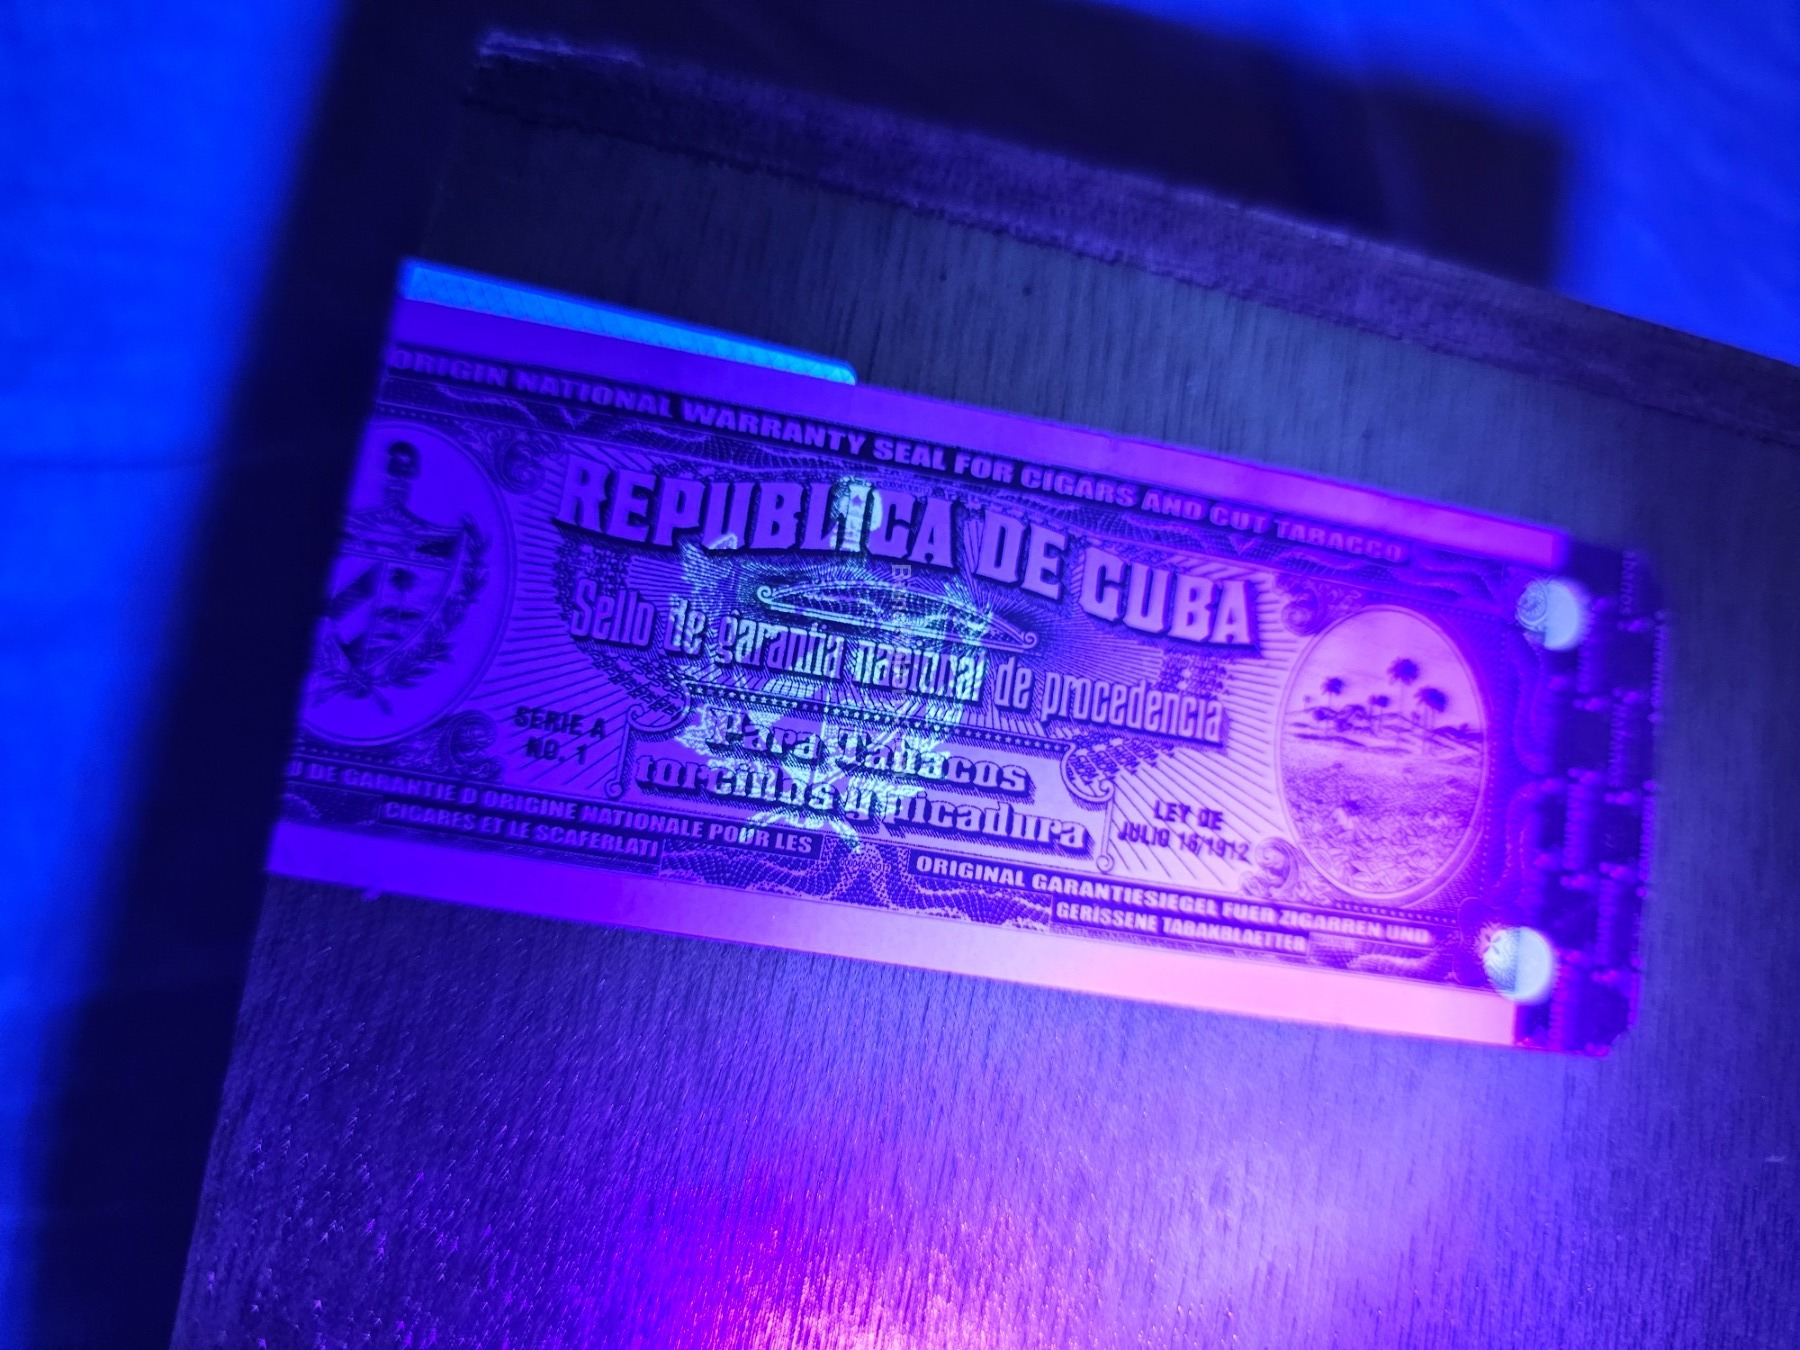 ORIGIN NATIONAL WARRANTY SEAL FOR CIGARS AND CUT TABACCO
REPUBLICA DE CUBA
Sello de garantia nacional de procedencia
SERIE A
NO. 1
Para Tabacos
torcidos y picadura
LEY DE
JULIO 16/1912
U DE GARANTIE D ORIGINE NATIONALE POUR LES
CIGARES ET LE SCAFERLATI
ORIGINAL GARANTIESIEGEL FUER ZIGARREN UND
GERISSENE TABAKBLAETTER